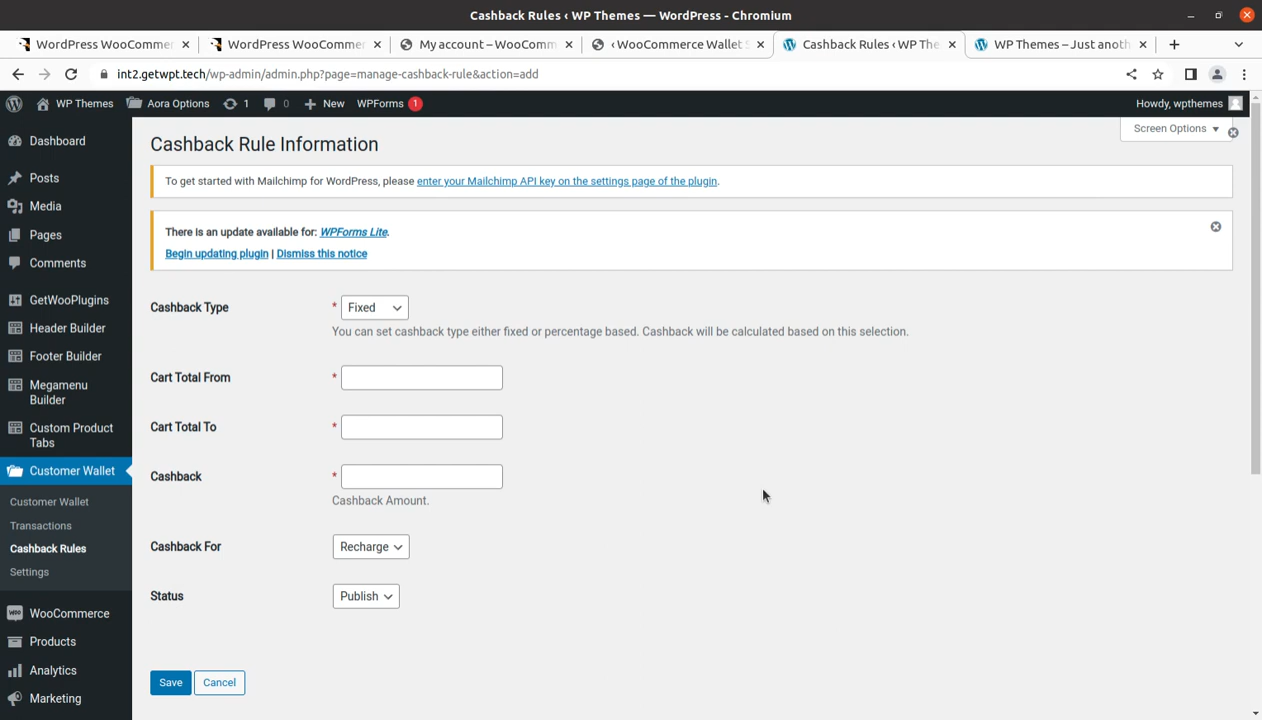 Cashback Rules ‹ WP Themes — WordPress - Chromium
WordPress WooCommer
WordPress WooCommer
My account – WooComm
‹ WooCommerce Wallet S
Cashback Rules ‹ WP The
WP Themes – Just anoth
int2.getwpt.tech/wp-admin/admin.php?page=manage-cashback-rule&action=add
WP Themes
Aora Options
1
0
New
WPForms 1
Howdy, wpthemes
Screen Options
Dashboard
Posts
Media
Pages
Comments
GetWooPlugins
Header Builder
Footer Builder
Megamenu
Builder
Custom Product
Tabs
Customer Wallet
Customer Wallet
Transactions
Cashback Rules
Settings
WooCommerce
Products
Analytics
Marketing
Cashback Rule Information
To get started with Mailchimp for WordPress, please enter your Mailchimp API key on the settings page of the plugin.
There is an update available for: WPForms Lite.
Begin updating plugin | Dismiss this notice
Cashback Type * Fixed
You can set cashback type either fixed or percentage based. Cashback will be calculated based on this selection.
Cart Total From *
Cart Total To *
Cashback *
Cashback Amount.
Cashback For Recharge
Status Publish
Save Cancel